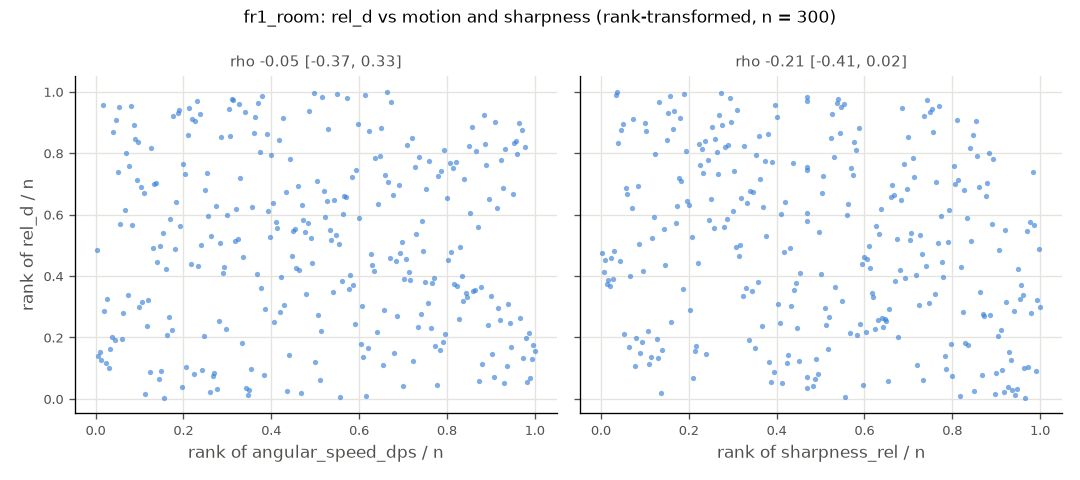 fr1_room: rel_d vs motion and sharpness (rank-transformed, n = 300)
rho -0.05 [-0.37, 0.33]
rho -0.21 [-0.41, 0.02]
rank of rel_d / n
1.0
0.8
0.6
0.4
0.2
0.0
0.0 0.2 0.4 0.6 0.8 1.0
0.0 0.2 0.4 0.6 0.8 1.0
rank of angular_speed_dps / n
rank of sharpness_rel / n